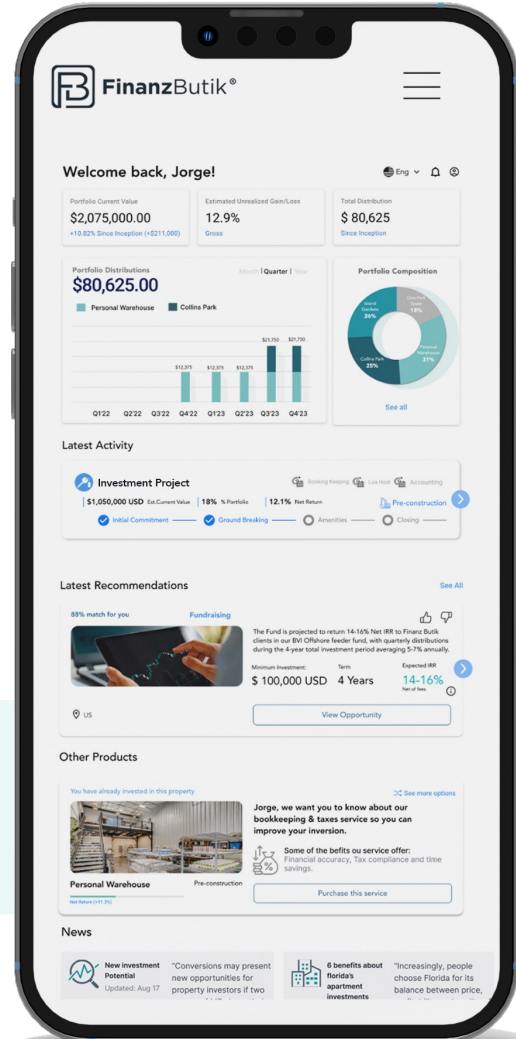 FinanzButik®
Welcome back, Jorge!
Eng
Portfolio Current Value
$2,075,000.00
+10.82% Since Inception (+$211,000)
Estimated Unrealized Gain/Loss
12.9%
Gross
Total Distribution
$ 80,625
Since Inception
Portfolio Distributions
$80,625.00
Month | Quarter | Year
Personal Warehouse
Collins Park
$12,375
$12,375
$12,375
$21,750
$21,750
Q1'22 Q2'22 Q3'22 Q4'22 Q1'23 Q2'23 Q3'23 Q4'23
Portfolio Composition
Island
Gardens
26%
18%
Personal
Warehouse
31%
Collins Park
25%
See all
Latest Activity
Investment Project
Booking Keeping
Lux Host
Accounting
$1,050,000 USD Est.Current Value
18% % Portfolio
12.1% Net Return
Pre-construction
Initial Commitment
Ground Breaking
Amenities
Closing
Latest Recommendations
See All
88% match for you
Fundraising
The Fund is projected to return 14-16% Net IRR to Finanz Butik
clients in our BVI Offshore feeder fund, with quarterly distributions
during the 4-year total investment period averaging 5-7% annually.
Minimum Investment:
$ 100,000 USD
Term
4 Years
Expected IRR
14-16%
Net of fees
US
View Opportunity
Other Products
You have already invested in this property
See more options
Jorge, we want you to know about our
bookkeeping & taxes service so you can
improve your inversion.
Some of the befits ou service offer:
Financial accuracy, Tax compliance and time
savings.
Personal Warehouse
Pre-construction
Net Return (+11.3%)
Purchase this service
News
New investment
Potential
Updated: Aug 17
"Conversions may present
new opportunities for
property investors if two
6 benefits about
florida's
apartment
investments
"Increasingly, people
choose Florida for its
balance between price,